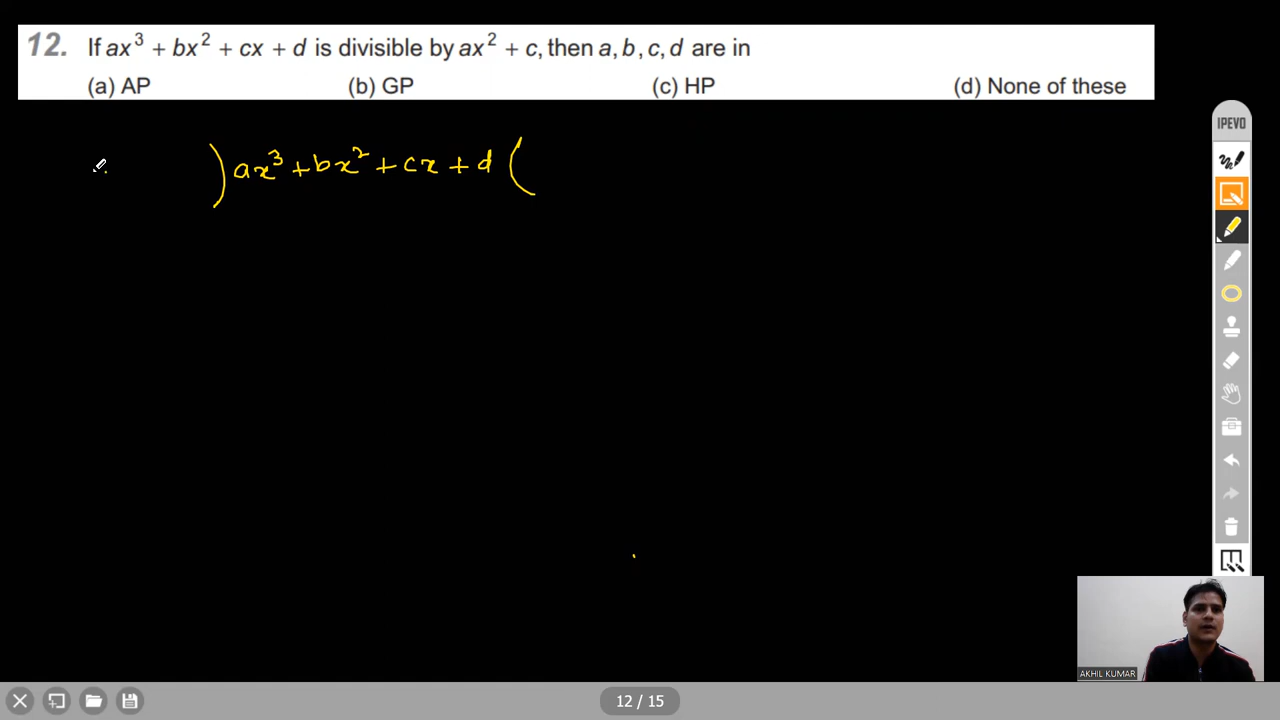 12. If ax³ + bx² + cx + d is divisible by ax² + c, then a, b, c, d are in
(a) AP (b) GP (c) HP (d) None of these
) ax³ + bx² + cx + d (
IPEVO
AKHIL KUMAR
12 / 15